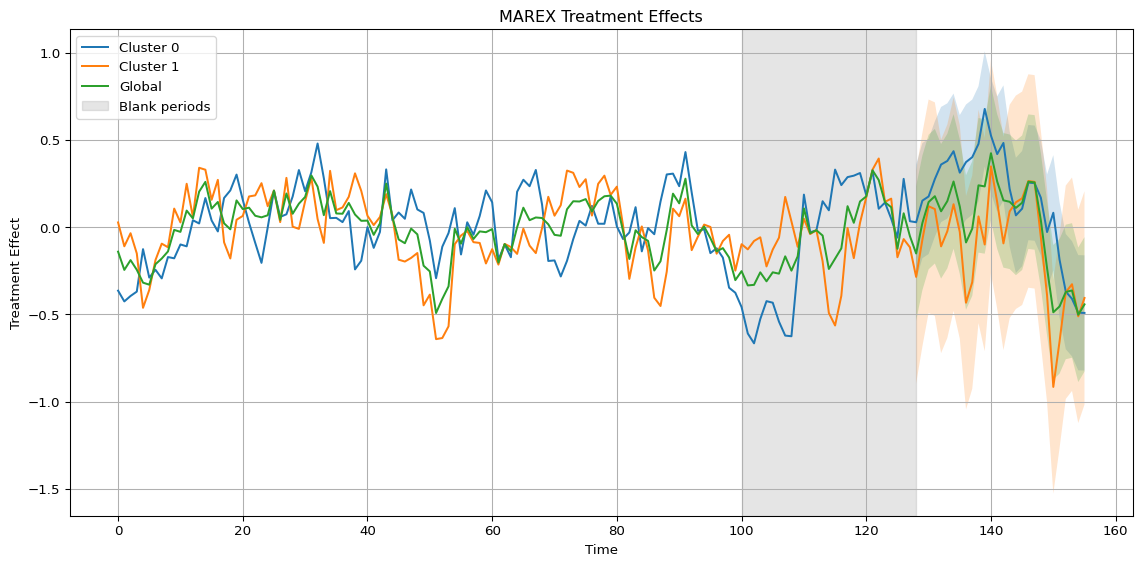 MAREX Treatment Effects
Cluster 0
Cluster 1
Global
Blank periods
Treatment Effect
1.0
0.5
0.0
−0.5
−1.0
−1.5
0 20 40 60 80 100 120 140 160
Time